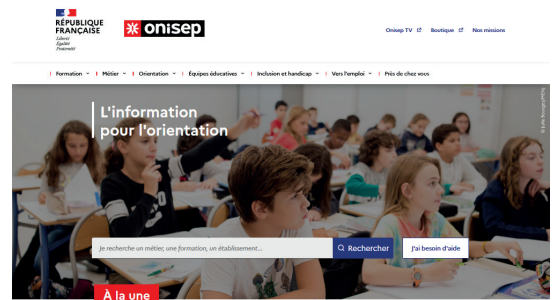 RÉPUBLIQUE
FRANÇAISE
Liberté
Égalité
Fraternité
onisep
Onisep TV
Boutique
Nos missions
Formation
Métier
Orientation
Équipes éducatives
Inclusion et handicap
Vers l'emploi
Près de chez vous
L'information
pour l'orientation
Je recherche un métier, une formation, un établissement...
Rechercher
J'ai besoin d'aide
À la une